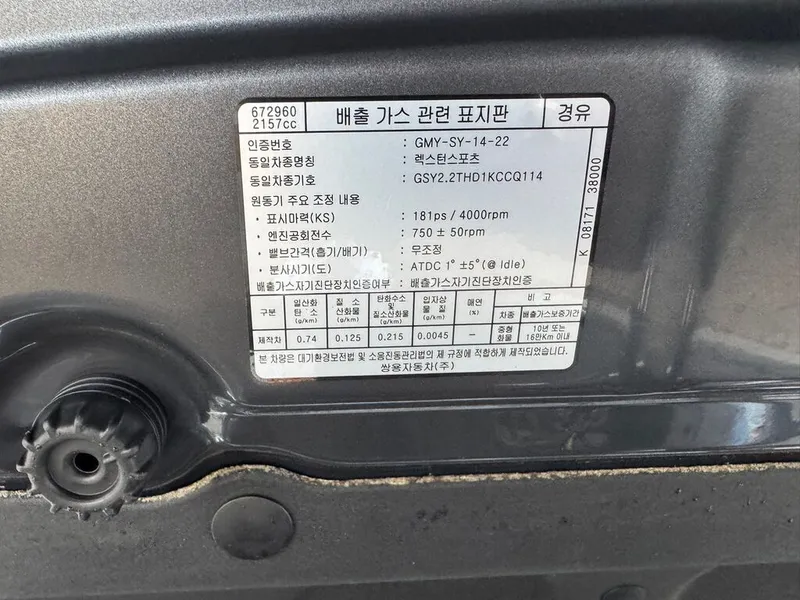 672960
2157cc
배출 가스 관련 표지판
경유
인증번호 : GMY-SY-14-22
동일차종명칭 : 렉스턴스포츠
동일차종기호 : GSY2.2THD1KCCQ114
원동기 주요 조정 내용
· 표시마력(KS) : 181ps / 4000rpm
· 엔진공회전수 : 750 ± 50rpm
· 밸브간격(흡기/배기) : 무조정
· 분사시기(도) : ATDC 1° ±5°(@ Idle)
배출가스자기진단장치인증여부 : 배출가스자기진단장치인증
K 08171 38000
구분 일산화탄소 (g/km) 질소산화물 (g/km) 탄화수소 및 질소산화물 (g/km) 입자상물질 (g/km) 매연 (%) 비고
차종 배출가스보증기간
제작차 0.74 0.125 0.215 0.0045 − 중형화물 10년 또는 16만Km 이내
본 차량은 대기환경보전법 및 소음진동관리법의 제 규정에 적합하게 제작되었음.
쌍용자동차(주)